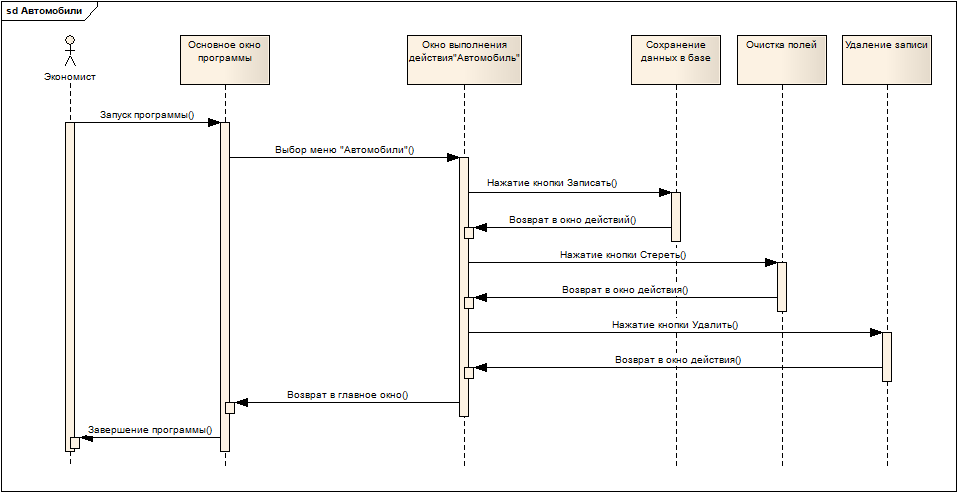 sd Автомобили
Экономист
Основное окно
программы
Окно выполнения
действия"Автомобиль"
Сохранение
данных в базе
Очистка полей
Удаление записи
Запуск программы()
Выбор меню "Автомобили"()
Нажатие кнопки Записать()
Возврат в окно действий()
Нажатие кнопки Стереть()
Возврат в окно действия()
Нажатие кнопки Удалить()
Возврат в окно действия()
Возврат в главное окно()
Завершение программы()